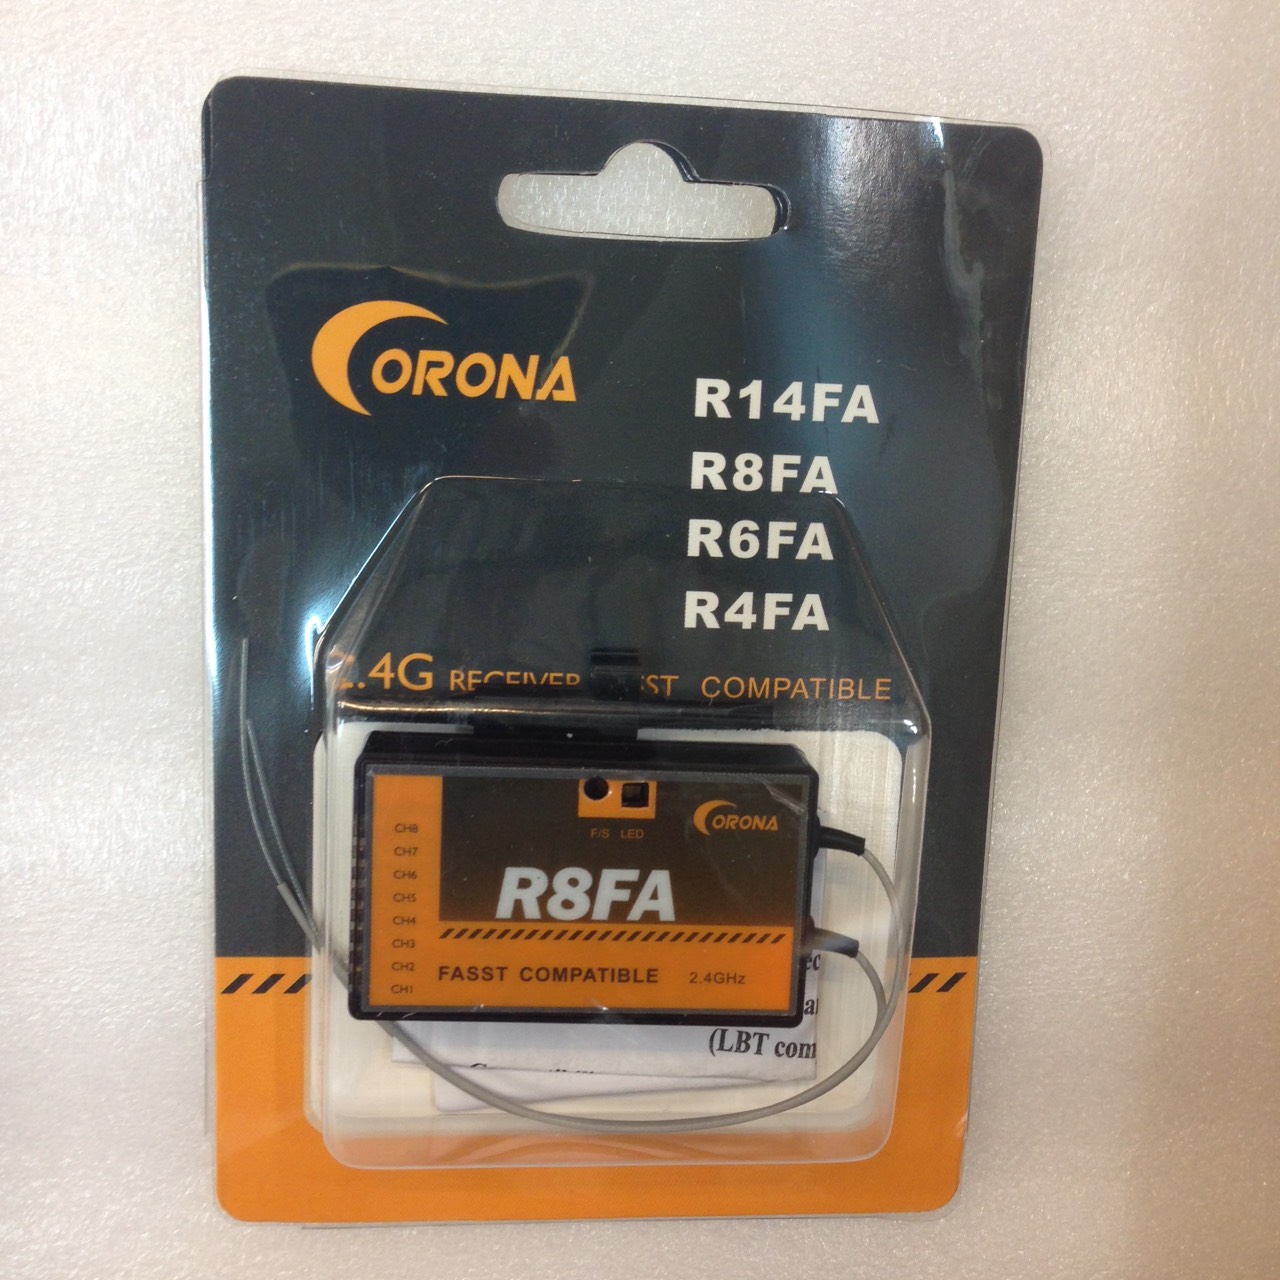 CORONA
R14FA
R8FA
R6FA
R4FA
2.4G RECEIVER COMPATIBLE
CORONA
F/S LED
CH8
CH7
CH6
CH5
CH4
CH3
CH2
CH1
R8FA
FASST COMPATIBLE 2.4GHz
(LBT com